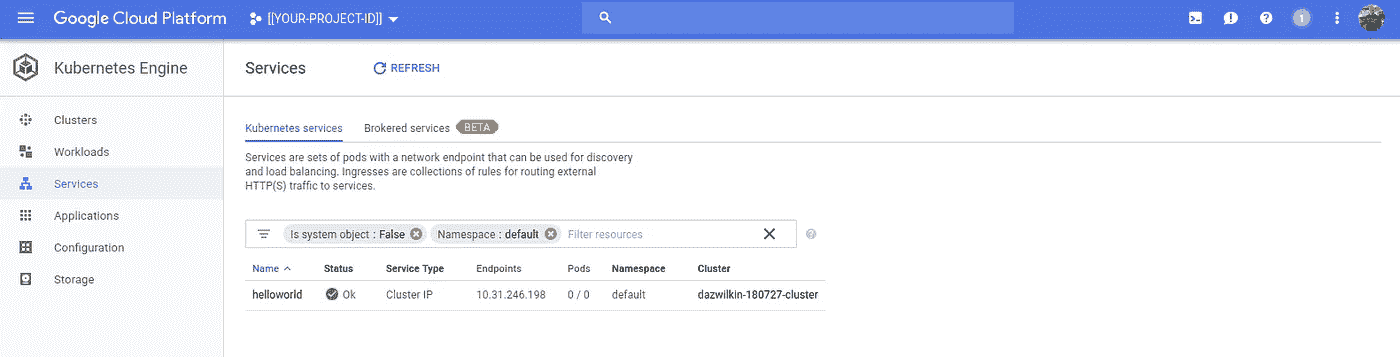 Google Cloud Platform [[YOUR-PROJECT-ID]] 1
Kubernetes Engine
Services REFRESH
Clusters
Workloads
Services
Applications
Configuration
Storage
Kubernetes services Brokered services BETA
Services are sets of pods with a network endpoint that can be used for discovery
and load balancing. Ingresses are collections of rules for routing external
HTTP(S) traffic to services.
Is system object : False Namespace : default Filter resources
Name Status Service Type Endpoints Pods Namespace Cluster
helloworld Ok Cluster IP 10.31.246.198 0 / 0 default dazwilkin-180727-cluster